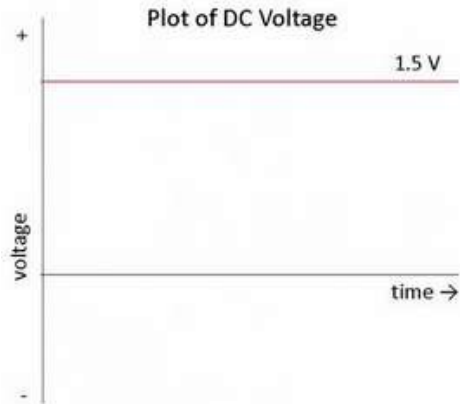 Plot of DC Voltage
+
1.5 V
voltage
time →
-